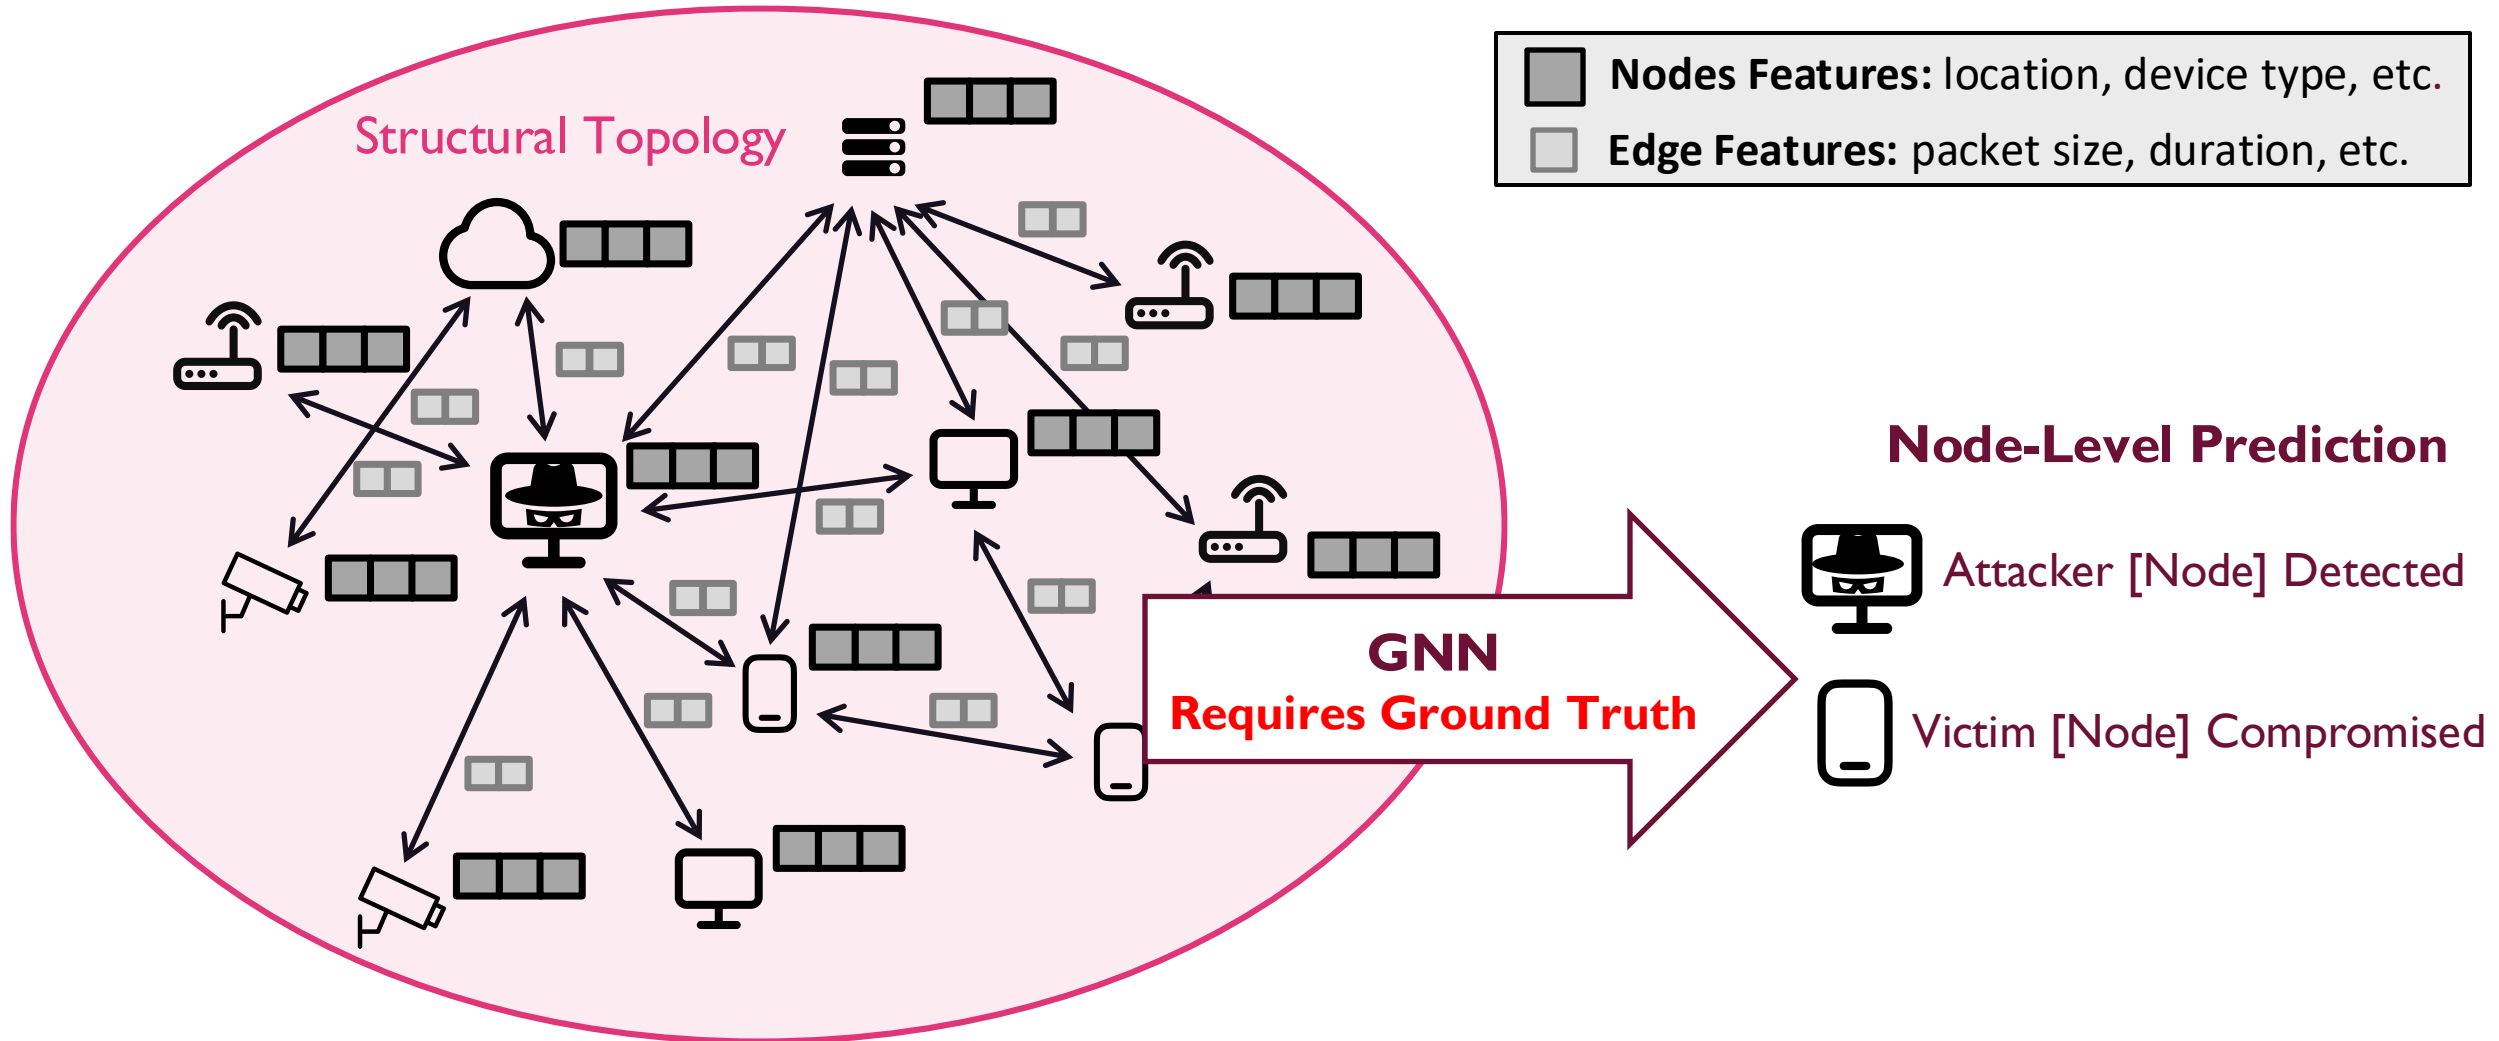 Structural Topology
Nodes Features: location, device type, etc.
Edge Features: packet size, duration, etc.
Node-Level Prediction
Attacker [Node] Detected
GNN
Requires Ground Truth
Victim [Node] Compromised